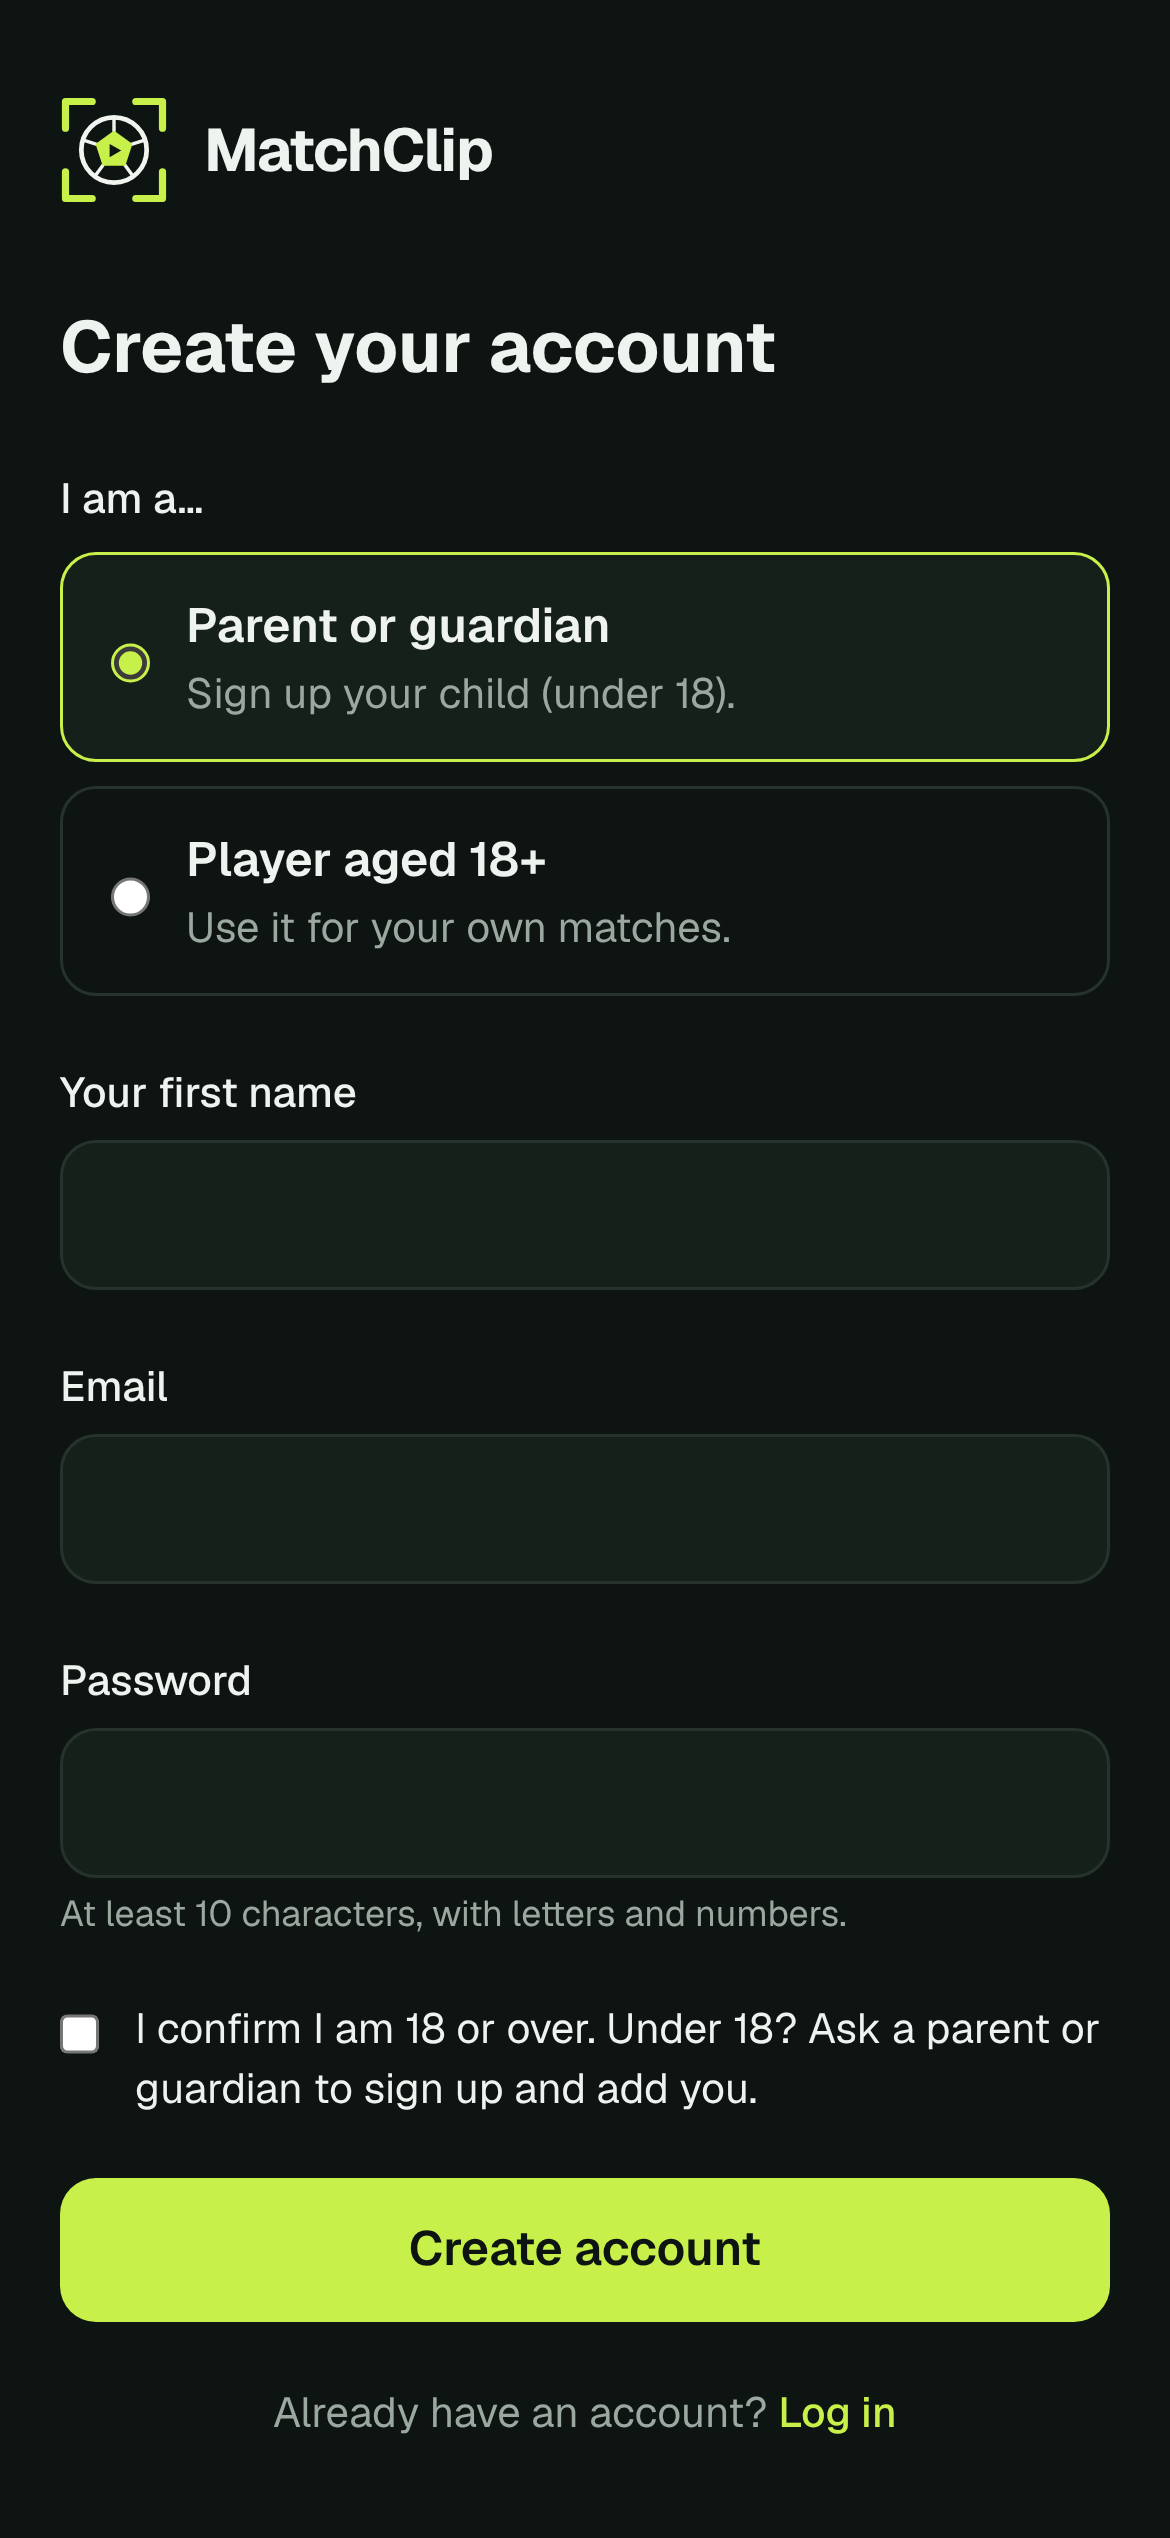 MatchClip
Create your account
I am a...
Parent or guardian
Sign up your child (under 18).
Player aged 18+
Use it for your own matches.
Your first name
Email
Password
At least 10 characters, with letters and numbers.
I confirm I am 18 or over. Under 18? Ask a parent or
guardian to sign up and add you.
Create account
Already have an account? Log in